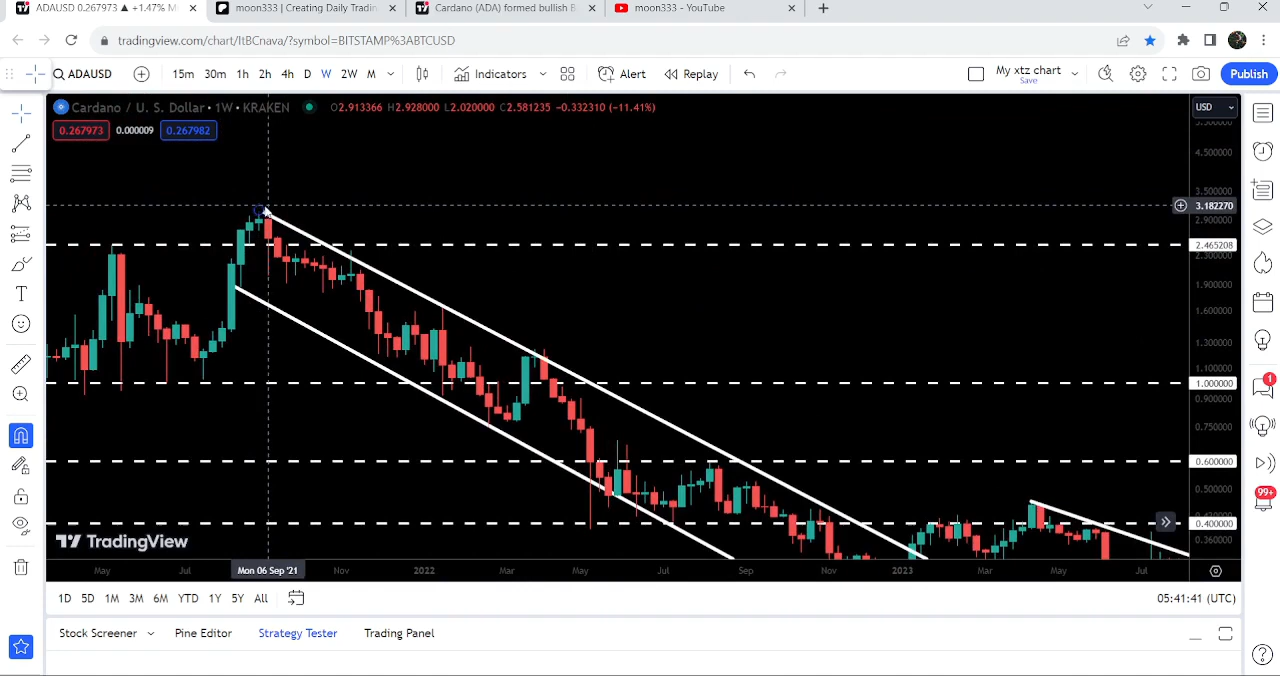 ADAUSD 0.267973 ▲ +1.47% M
moon333 | Creating Daily Tradin
Cardano (ADA) formed bullish B
moon333 - YouTube
tradingview.com/chart/ItBCnava/?symbol=BITSTAMP%3ABTCUSD
ADAUSD 15m 30m 1h 2h 4h D W 2W M Indicators Alert Replay My xtz chart Save Publish
Cardano / U. S. Dollar • 1W • KRAKEN O2.913366 H2.928000 L2.020000 C2.581235 -0.332310 (-11.41%) USD
0.267973 0.000009 0.267982
4.500000
3.500000
3.182270
2.900000
2.465208
2.300000
1.900000
1.600000
1.300000
1.100000
1.000000
0.900000
0.750000
0.600000
0.500000
0.400000
0.360000
1
99+
TradingView
May Jul Mon 06 Sep '21 Nov 2022 Mar May Jul Sep Nov 2023 Mar May Jul
1D 5D 1M 3M 6M YTD 1Y 5Y All 05:41:41 (UTC)
Stock Screener Pine Editor Strategy Tester Trading Panel